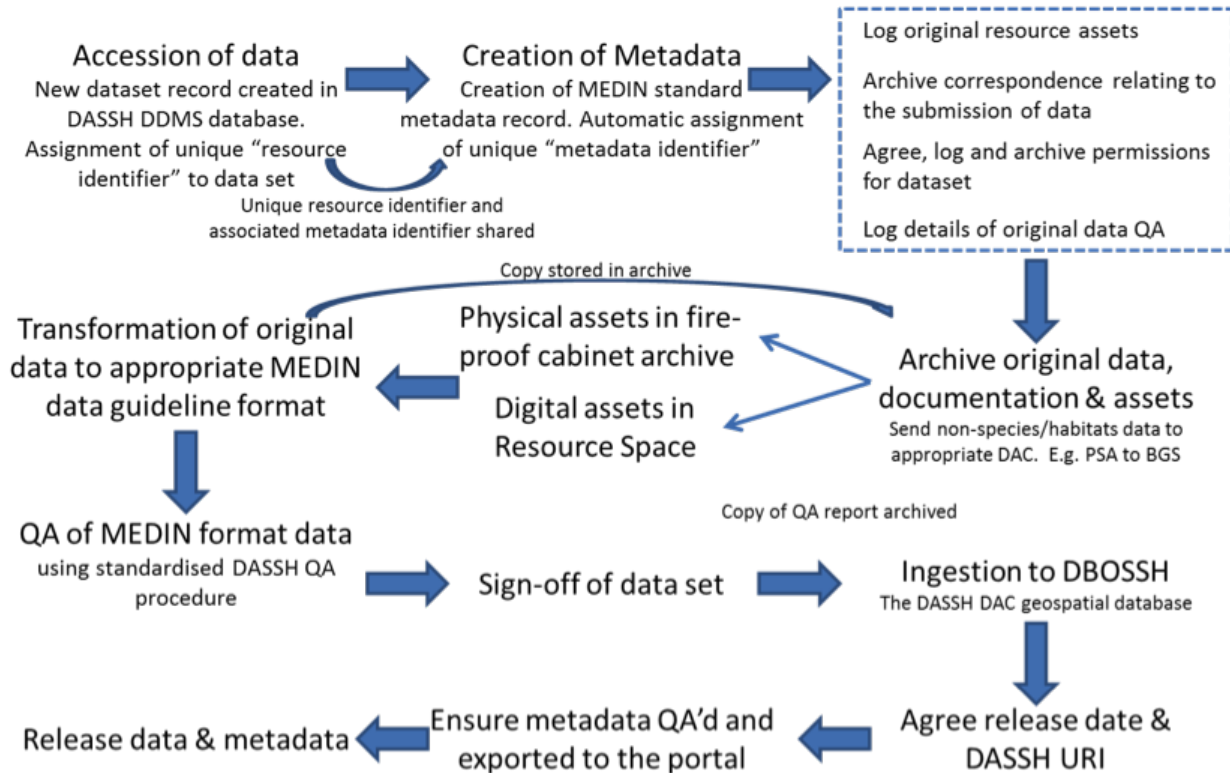 Accession of data
New dataset record created in
DASSH DDMS database.
Assignment of unique “resource
identifier” to data set
Creation of Metadata
Creation of MEDIN standard
metadata record. Automatic assignment
of unique “metadata identifier”
Unique resource identifier and
associated metadata identifier shared
Log original resource assets
Archive correspondence relating to
the submission of data
Agree, log and archive permissions
for dataset
Log details of original data QA
Copy stored in archive
Transformation of original
data to appropriate MEDIN
data guideline format
Physical assets in fire-
proof cabinet archive
Digital assets in
Resource Space
Archive original data,
documentation & assets
Send non-species/habitats data to
appropriate DAC.  E.g. PSA to BGS
QA of MEDIN format data
using standardised DASSH QA
procedure
Sign-off of data set
Copy of QA report archived
Ingestion to DBOSSH
The DASSH DAC geospatial database
Release data & metadata
Ensure metadata QA’d and
exported to the portal
Agree release date &
DASSH URI